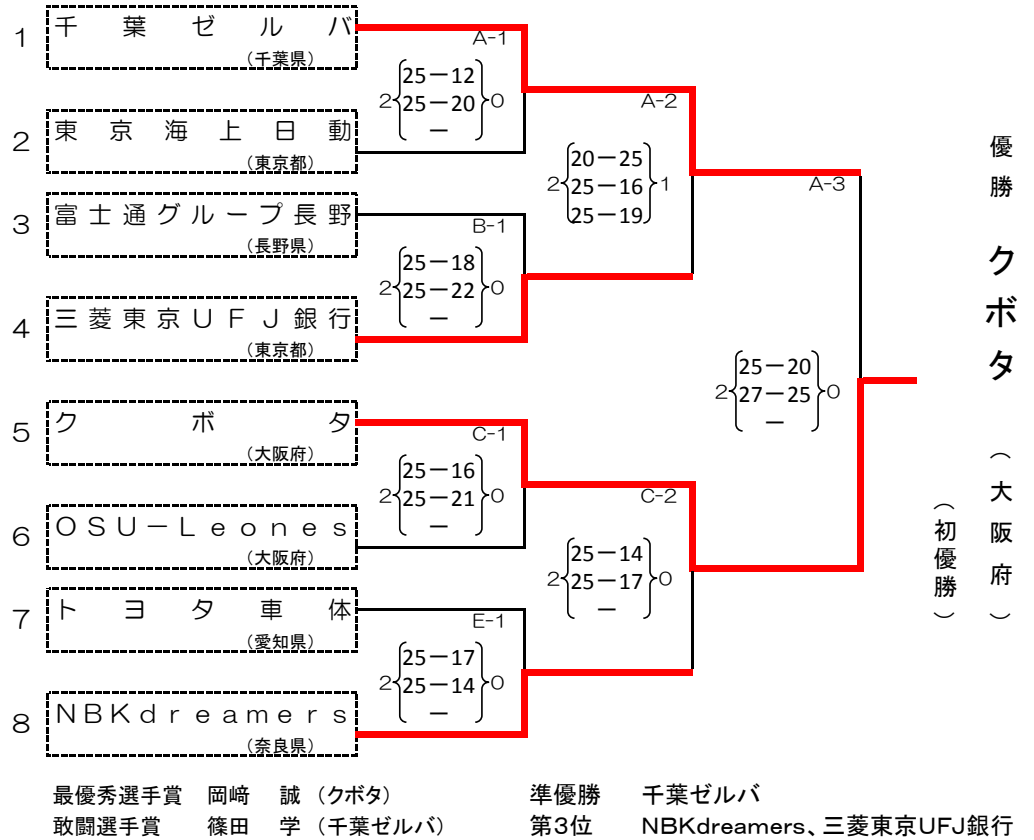 1 千葉ゼルバ
(千葉県)
2 東京海上日動
(東京都)
3 富士通グループ長野
(長野県)
4 三菱東京UFJ銀行
(東京都)
5 クボタ
(大阪府)
6 OSU－Leones
(大阪府)
7 トヨタ車体
(愛知県)
8 NBKdreamers
(奈良県)
A-1
25－12
2 25－20 0
－
B-1
25－18
2 25－22 0
－
C-1
25－16
2 25－21 0
－
E-1
25－17
2 25－14 0
－
A-2
20－25
2 25－16 1
25－19
C-2
25－14
2 25－17 0
－
A-3
25－20
2 27－25 0
－
優勝 クボタ (大阪府)
(初優勝)
最優秀選手賞 岡﨑 誠 (クボタ)
敢闘選手賞 篠田 学 (千葉ゼルバ)
準優勝 千葉ゼルバ
第3位 NBKdreamers、三菱東京UFJ銀行